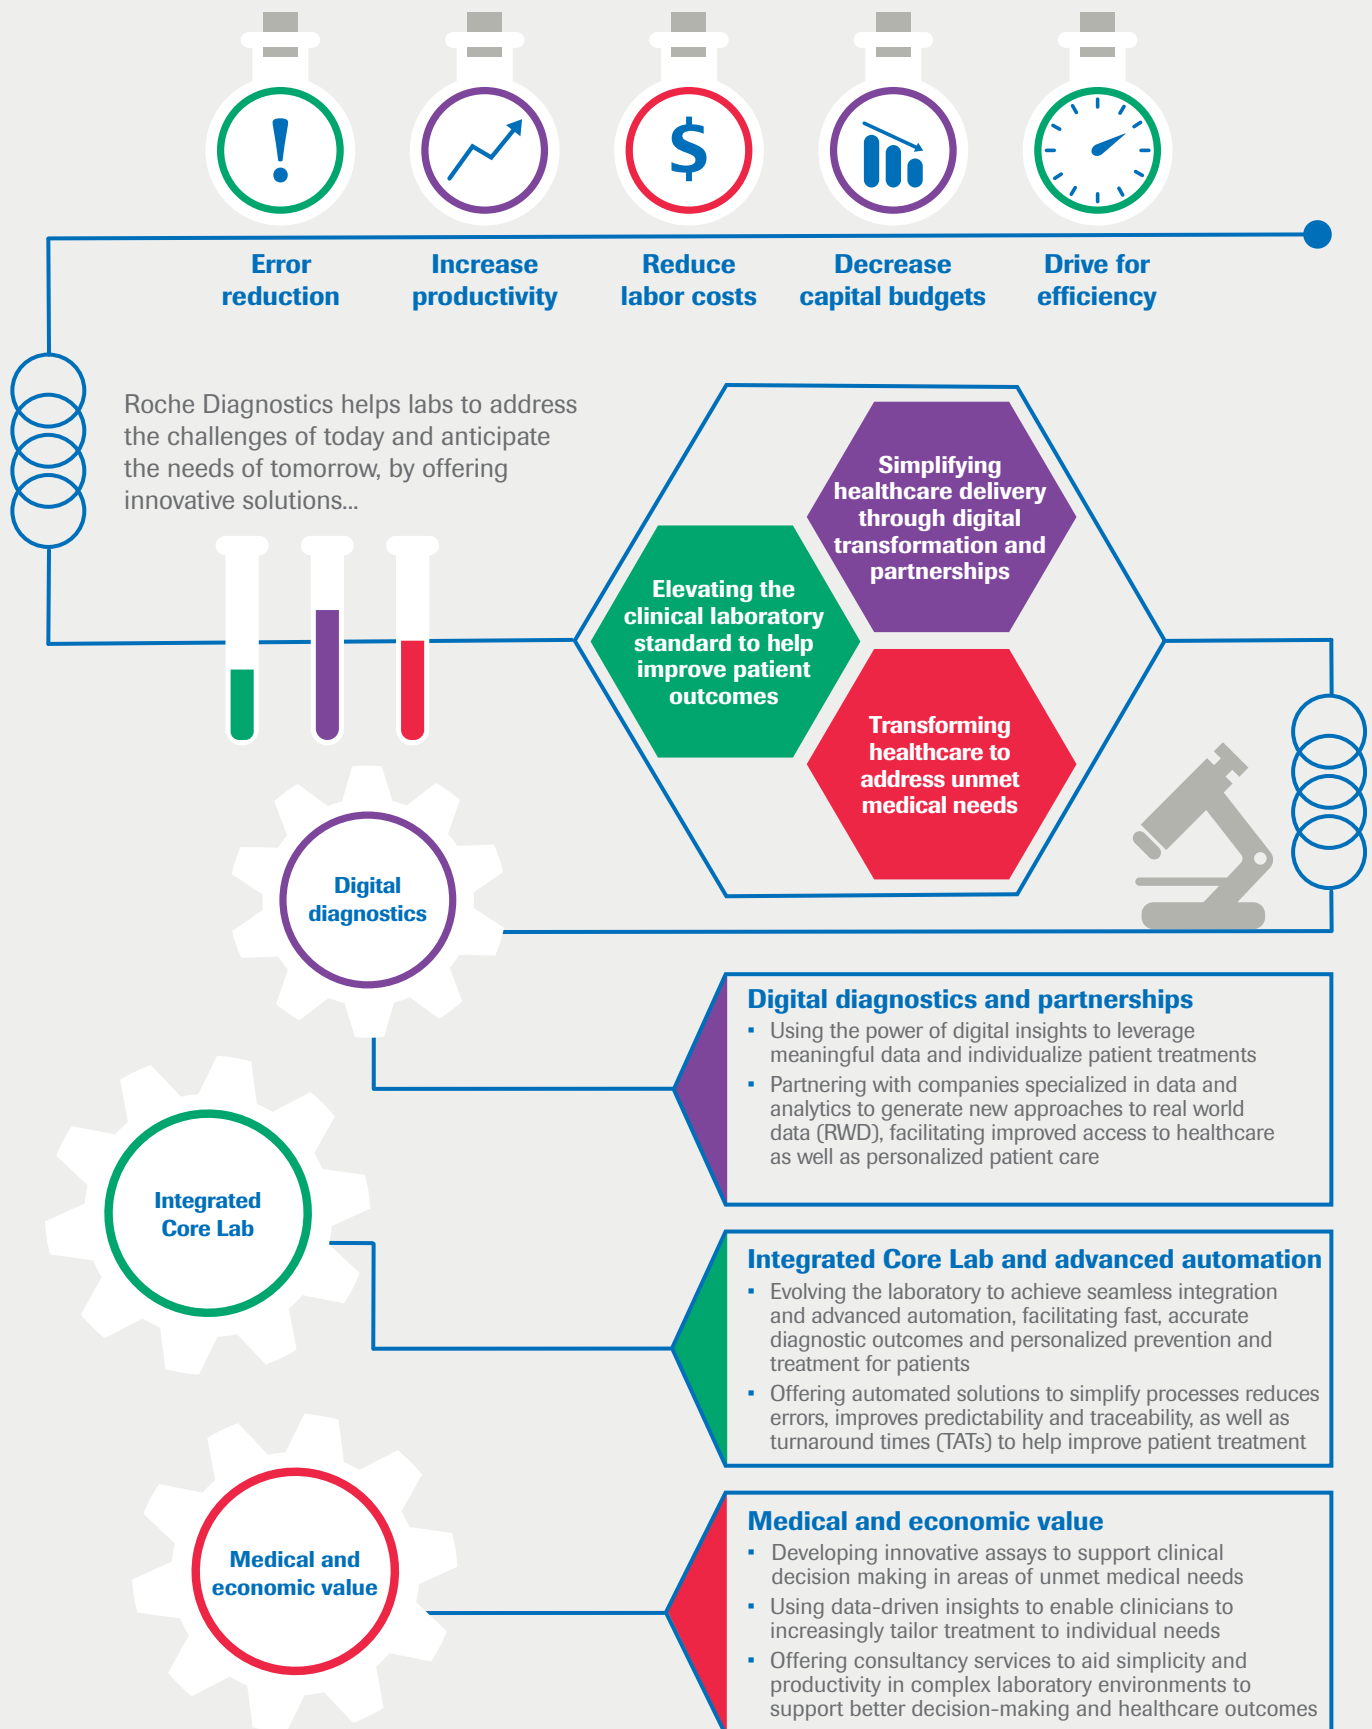 $
Error
reduction
Increase
productivity
Reduce
labor costs
Decrease
capital budgets
Drive for
efficiency
Roche Diagnostics helps labs to address
the challenges of today and anticipate
the needs of tomorrow, by offering
innovative solutions...
Simplifying
healthcare delivery
through digital
transformation and
partnerships
Elevating the
clinical laboratory
standard to help
improve patient
outcomes
Transforming
healthcare to
address unmet
medical needs
Digital
diagnostics
Digital diagnostics and partnerships
▪ Using the power of digital insights to leverage
meaningful data and individualize patient treatments
▪ Partnering with companies specialized in data and
analytics to generate new approaches to real world
data (RWD), facilitating improved access to healthcare
as well as personalized patient care
Integrated
Core Lab
Integrated Core Lab and advanced automation
▪ Evolving the laboratory to achieve seamless integration
and advanced automation, facilitating fast, accurate
diagnostic outcomes and personalized prevention and
treatment for patients
▪ Offering automated solutions to simplify processes reduces
errors, improves predictability and traceability, as well as
turnaround times (TATs) to help improve patient treatment
Medical and
economic value
Medical and economic value
▪ Developing innovative assays to support clinical
decision making in areas of unmet medical needs
▪ Using data-driven insights to enable clinicians to
increasingly tailor treatment to individual needs
▪ Offering consultancy services to aid simplicity and
productivity in complex laboratory environments to
support better decision-making and healthcare outcomes